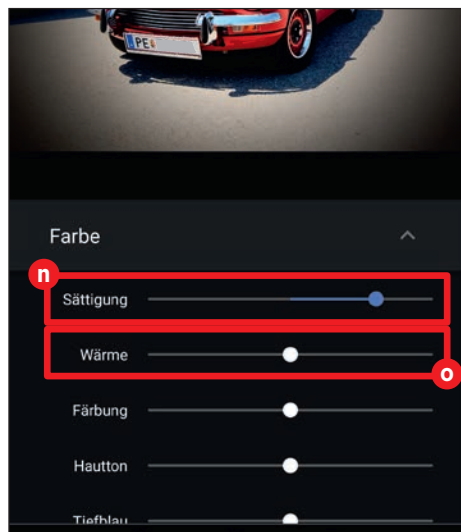 PE
Farbe
n
Sättigung
Wärme
o
Färbung
Hautton
Tiefblau